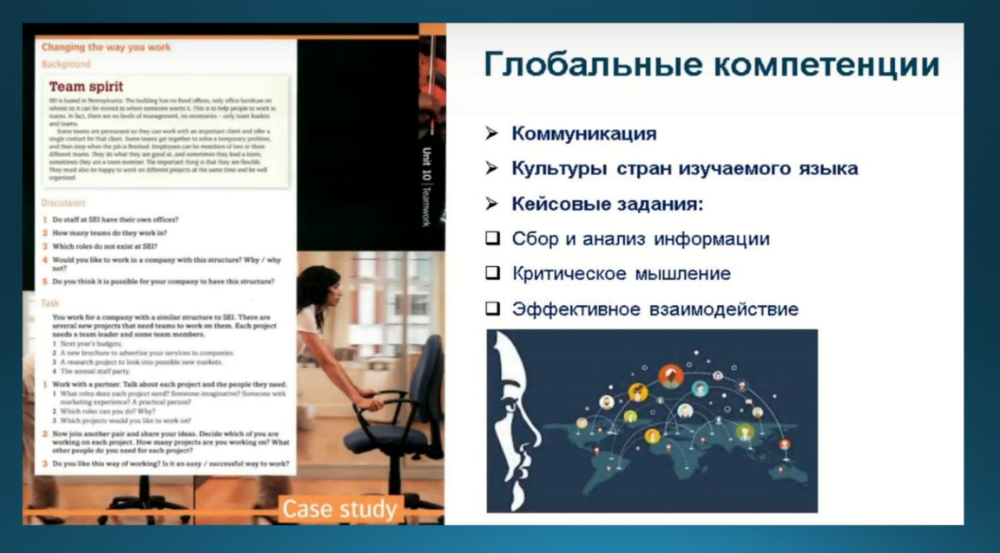 Changing the way you work
Background
Team spirit
SEI is based in Pennsylvania. The building has no fixed offices, only office furniture on
wheels so it can be moved to where someone wants it. This is to help people to work in
teams. In fact, there are no levels of management, no secretaries – only team leaders
and teams.
Some teams are permanent so they can work with an important client and offer a
single contact for that client. Some teams get together to solve a temporary problem,
and then stop when the job is finished. Employees can be members of two or three
different teams. They do what they are good at, and sometimes they lead a team,
sometimes they are a team member. The important thing is that they are flexible.
They must also be happy to work on different projects at the same time and be well
organized.
Discussion
1 Do staff at SEI have their own offices?
2 How many teams do they work in?
3 Which roles do not exist at SEI?
4 Would you like to work in a company with this structure? Why / why
not?
5 Do you think it is possible for your company to have this structure?
Task
You work for a company with a similar structure to SEI. There are
several new projects that need teams to work on them. Each project
needs a team leader and some team members.
1 Next year's budgets.
2 A new brochure to advertise your services to companies.
3 A research project to look into possible new markets.
4 The annual staff party.
1 Work with a partner. Talk about each project and the people they need.
1 What roles does each project need? Someone imaginative? Someone with
marketing experience? A practical person?
2 Which roles can you do? Why?
3 Which projects would you like to work on?
2 Now join another pair and share your ideas. Decide which of you are
working on each project. How many projects are you working on? What
other people do you need for each project?
3 Do you like this way of working? Is it an easy / successful way to work?
Unit 10 | Teamwork
Case study
Глобальные компетенции
Коммуникация
Культуры стран изучаемого языка
Кейсовые задания:
Сбор и анализ информации
Критическое мышление
Эффективное взаимодействие